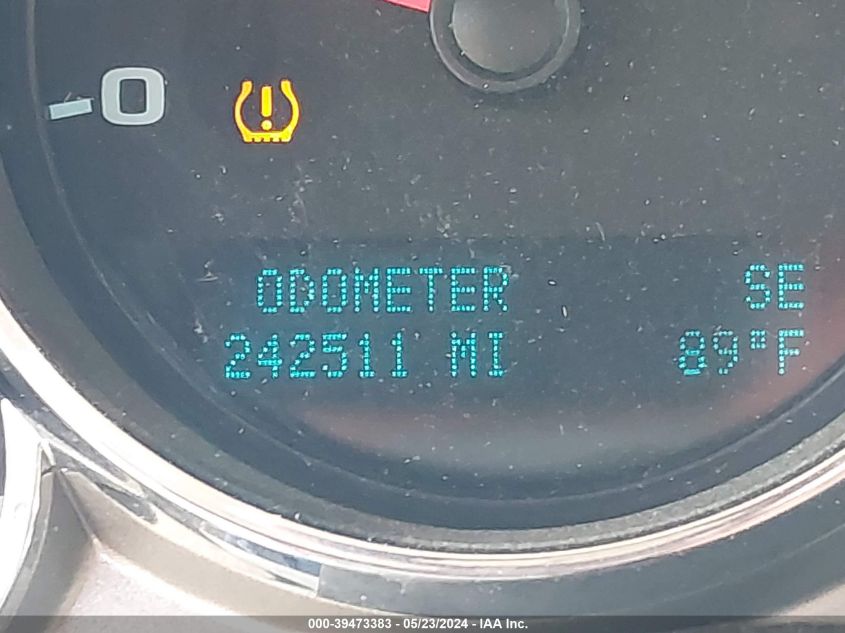 0
ODOMETER SE
242511 MI 89°F
000-39473383 - 05/23/2024 - IAA Inc.